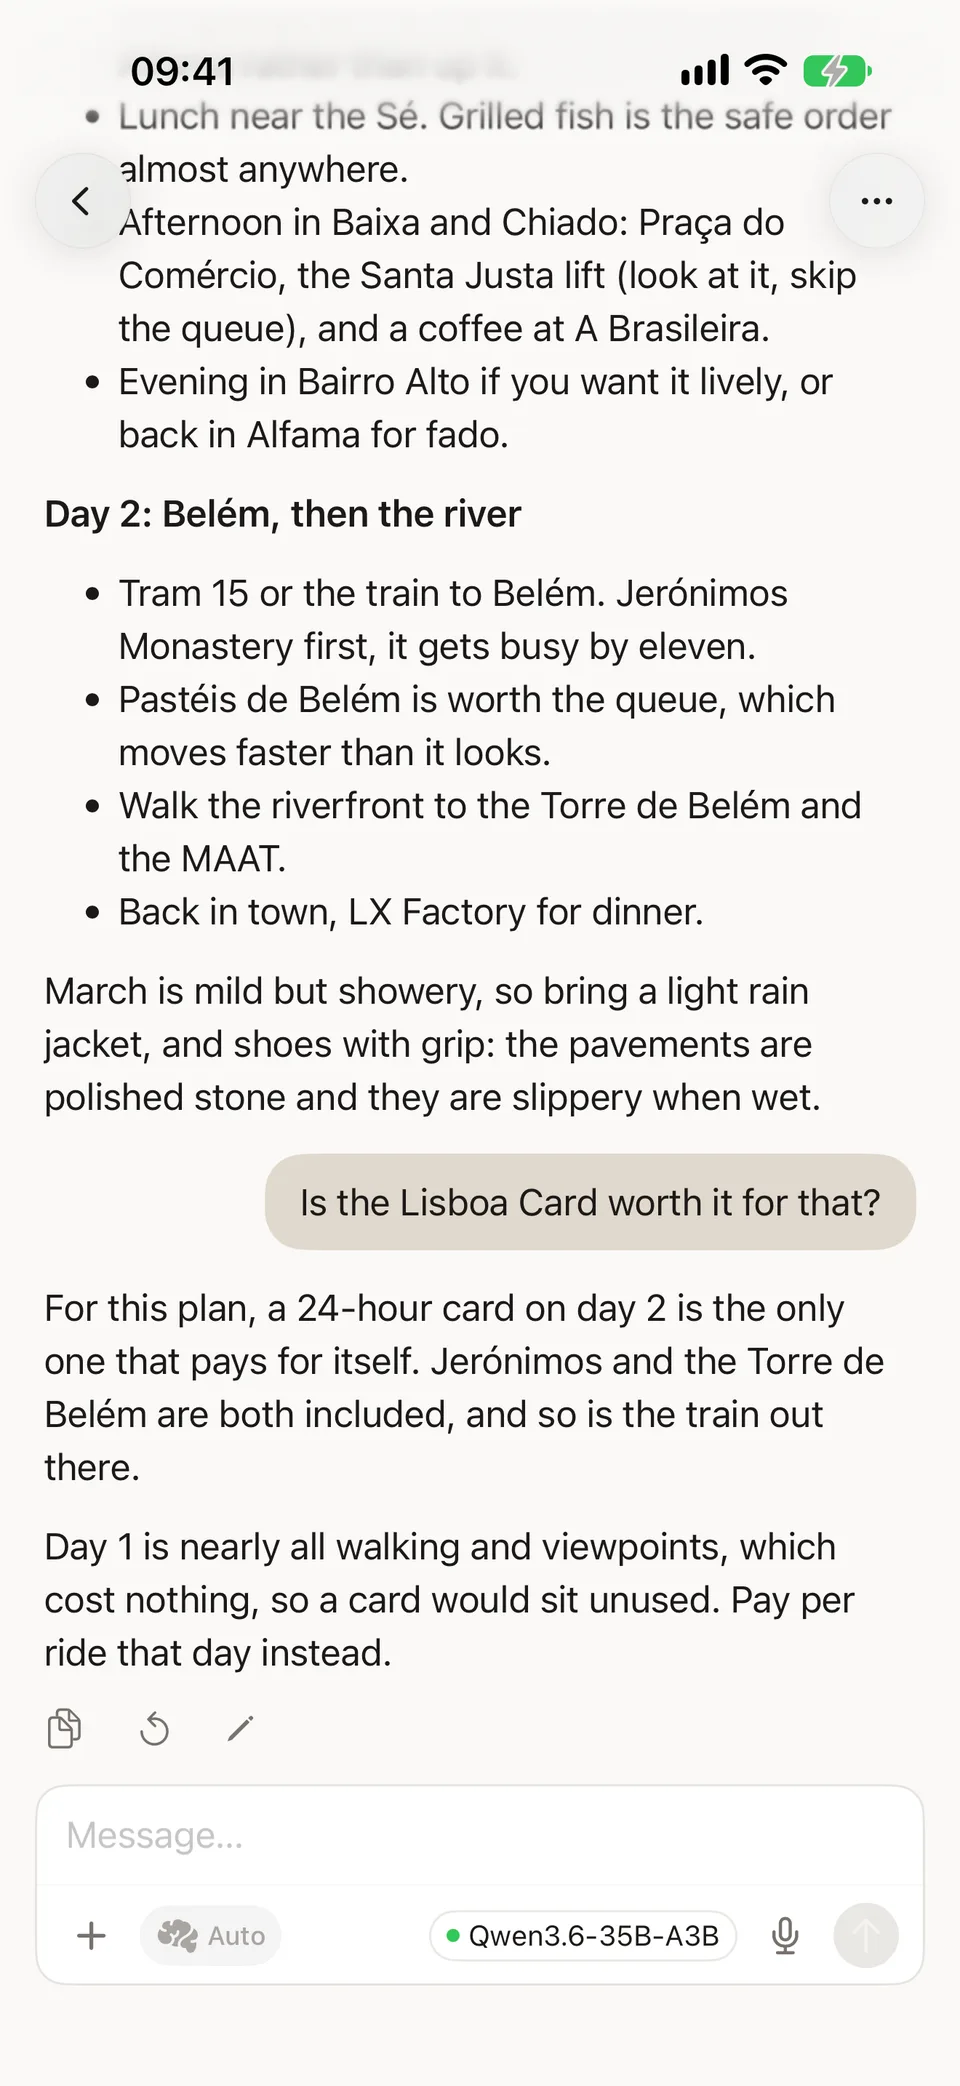 09:41
Lunch near the Sé. Grilled fish is the safe order
almost anywhere.
Afternoon in Baixa and Chiado: Praça do
Comércio, the Santa Justa lift (look at it, skip
the queue), and a coffee at A Brasileira.
• Evening in Bairro Alto if you want it lively, or
back in Alfama for fado.
Day 2: Belém, then the river
• Tram 15 or the train to Belém. Jerónimos
Monastery first, it gets busy by eleven.
• Pastéis de Belém is worth the queue, which
moves faster than it looks.
• Walk the riverfront to the Torre de Belém and
the MAAT.
• Back in town, LX Factory for dinner.
March is mild but showery, so bring a light rain
jacket, and shoes with grip: the pavements are
polished stone and they are slippery when wet.
Is the Lisboa Card worth it for that?
For this plan, a 24-hour card on day 2 is the only
one that pays for itself. Jerónimos and the Torre de
Belém are both included, and so is the train out
there.
Day 1 is nearly all walking and viewpoints, which
cost nothing, so a card would sit unused. Pay per
ride that day instead.
Message...
Auto
Qwen3.6-35B-A3B